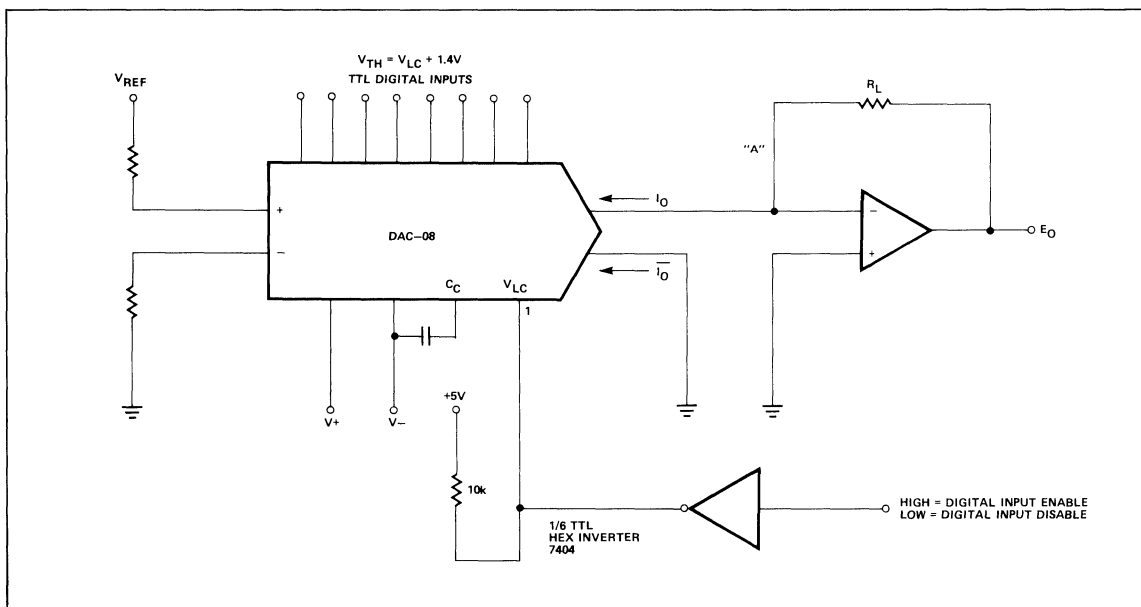 V_TH = V_LC + 1.4V
TTL DIGITAL INPUTS
V_REF
R_L
"A"
I_O
+
−
DAC–08
−
+
E_O
I̅_O̅
C_C
V_LC
1
+5V
V+
V−
10k
1/6 TTL
HEX INVERTER
7404
HIGH = DIGITAL INPUT ENABLE
LOW = DIGITAL INPUT DISABLE